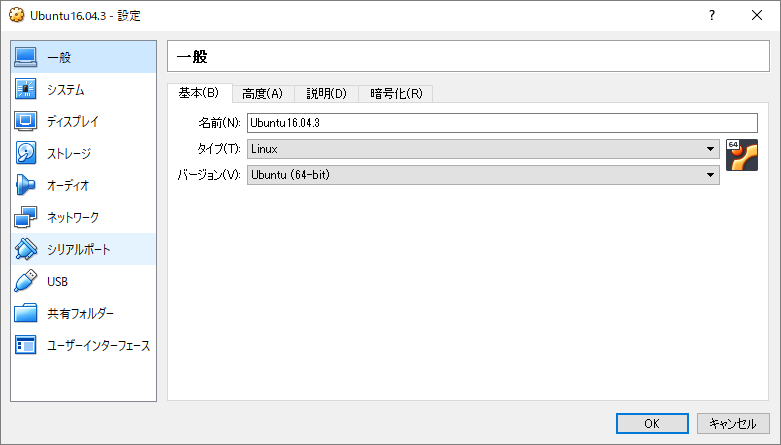 Ubuntu16.04.3 - 設定
一般
システム
ディスプレイ
ストレージ
オーディオ
ネットワーク
シリアルポート
USB
共有フォルダー
ユーザーインターフェース
一般
基本(B) 高度(A) 説明(D) 暗号化(R)
名前(N): Ubuntu16.04.3
タイプ(T): Linux
64
バージョン(V): Ubuntu (64-bit)
OK キャンセル